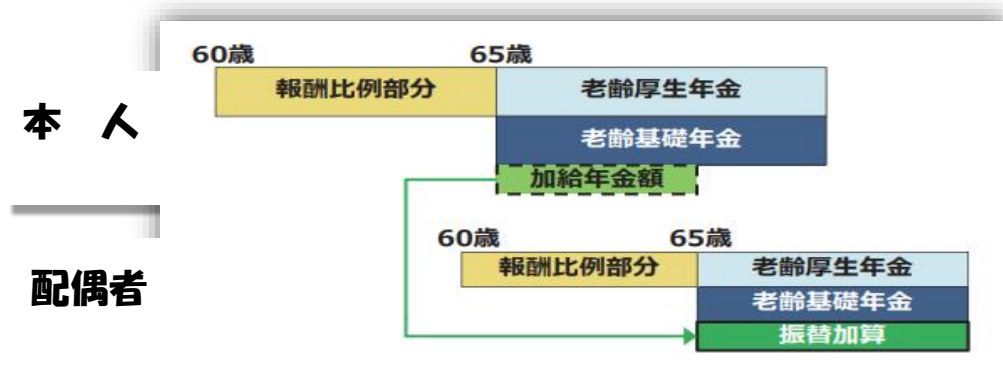 60歳 65歳
報酬比例部分 老齢厚生年金
本 人
老齢基礎年金
加給年金額
60歳 65歳
報酬比例部分 老齢厚生年金
配偶者
老齢基礎年金
振替加算